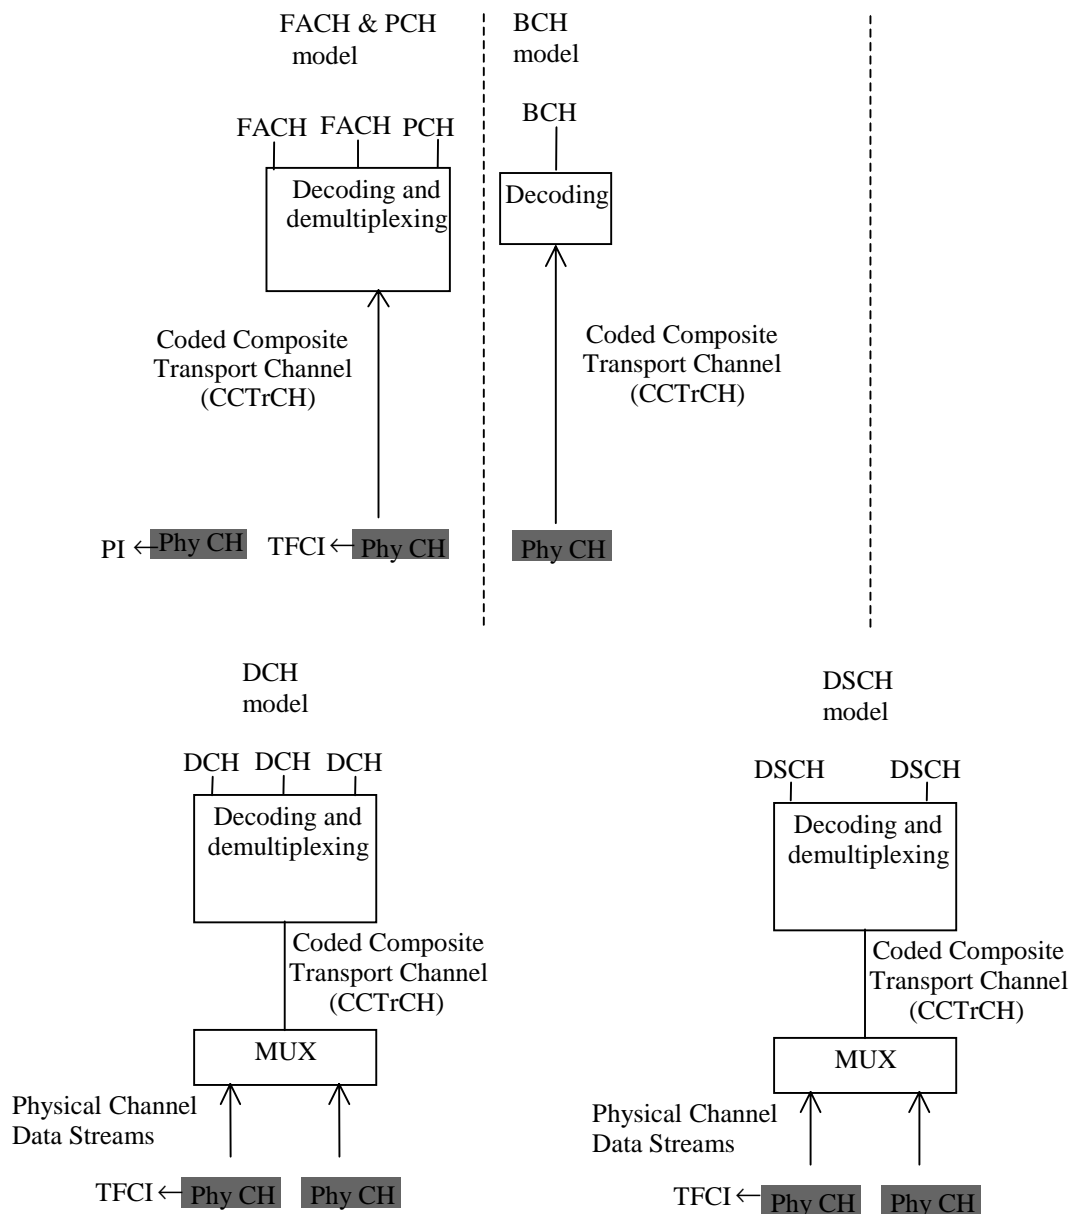 FACH & PCH
model
BCH
model
FACH FACH PCH
BCH
Decoding and
demultiplexing
Decoding
Coded Composite
Transport Channel
(CCTrCH)
Coded Composite
Transport Channel
(CCTrCH)
PI
Phy CH
TFCI
Phy CH
Phy CH
DCH
model
DSCH
model
DCH DCH DCH
DSCH DSCH
Decoding and
demultiplexing
Decoding and
demultiplexing
Coded Composite
Transport Channel
(CCTrCH)
Coded Composite
Transport Channel
(CCTrCH)
MUX
MUX
Physical Channel
Data Streams
Physical Channel
Data Streams
TFCI
Phy CH
Phy CH
TFCI
Phy CH
Phy CH